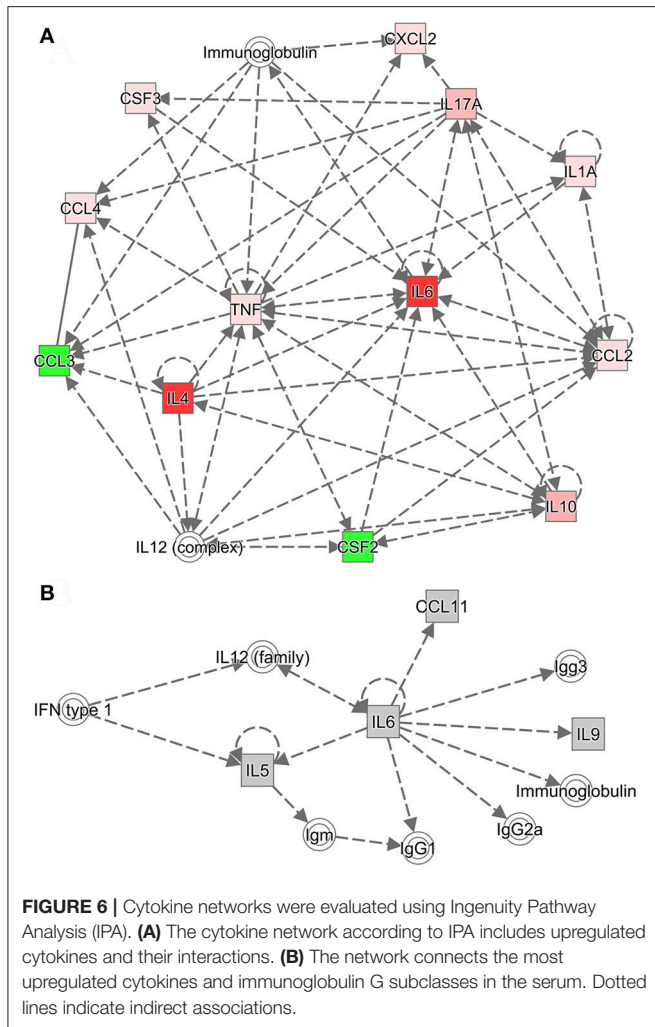 A
Immunoglobulin
CXCL2
CSF3
IL17A
IL1A
CCL4
IL6
TNF
CCL3
CCL2
IL4
IL10
IL12 (complex)
CSF2
B
CCL11
IL12 (family)
Igg3
IFN type 1
IL6
IL9
IL5
Immunoglobulin
Igm
IgG2a
IgG1
FIGURE 6 | Cytokine networks were evaluated using Ingenuity Pathway
Analysis (IPA). (A) The cytokine network according to IPA includes upregulated
cytokines and their interactions. (B) The network connects the most
upregulated cytokines and immunoglobulin G subclasses in the serum. Dotted
lines indicate indirect associations.